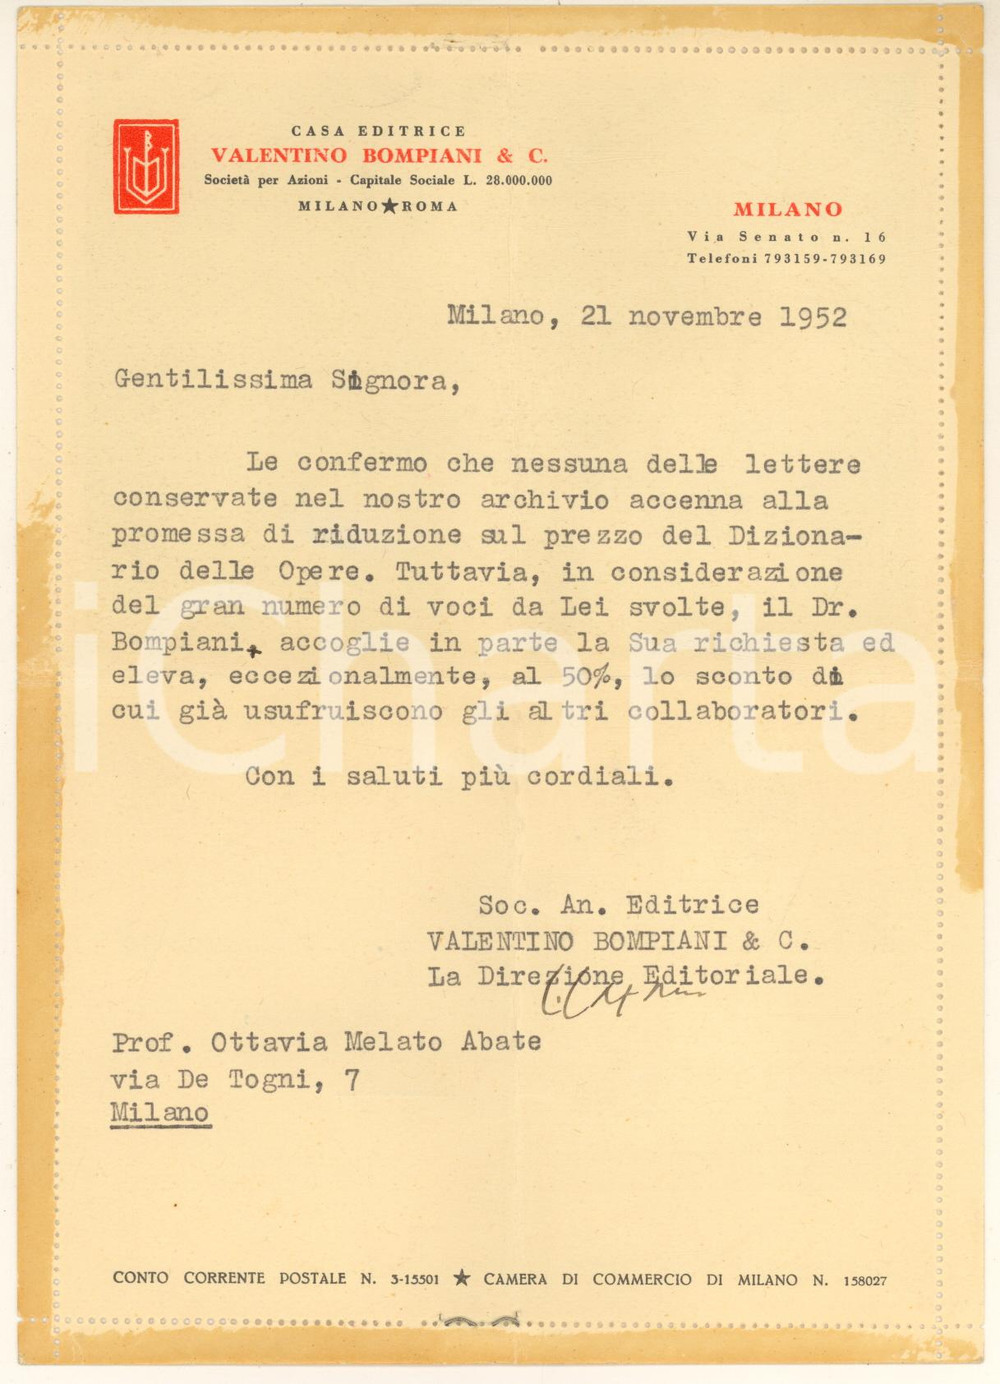 CASA EDITRICE
VALENTINO BOMPIANI & C.
Società per Azioni - Capitale Sociale L. 28.000.000
MILANO★ROMA
MILANO
Via Senato n. 16
Telefoni 793159-793169
Milano, 21 novembre 1952
Gentilissima Signora,
Le confermo che nessuna delle lettere
conservate nel nostro archivio accenna alla
promessa di riduzione sul prezzo del Diziona-
rio delle Opere. Tuttavia, in considerazione
del gran numero di voci da Lei svolte, il Dr.
Bompiani, accoglie in parte la Sua richiesta ed
eleva, eccezionalmente, al 50%, lo sconto di
cui già usufruiscono gli altri collaboratori.
Con i saluti più cordiali.
Soc. An. Editrice
VALENTINO BOMPIANI & C.
La Direzione Editoriale.
Prof. Ottavia Melato Abate
via De Togni, 7
Milano
CONTO CORRENTE POSTALE N. 3-15501 ★ CAMERA DI COMMERCIO DI MILANO N. 158027
iCharta